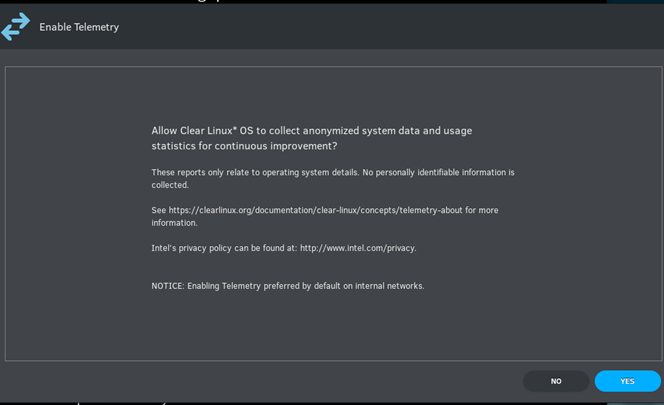 Enable Telemetry
Allow Clear Linux* OS to collect anonymized system data and usage
statistics for continuous improvement?
These reports only relate to operating system details. No personally identifiable information is
collected.
See https://clearlinux.org/documentation/clear-linux/concepts/telemetry-about for more
information.
Intel's privacy policy can be found at: http://www.intel.com/privacy.
NOTICE: Enabling Telemetry preferred by default on internal networks.
NO
YES